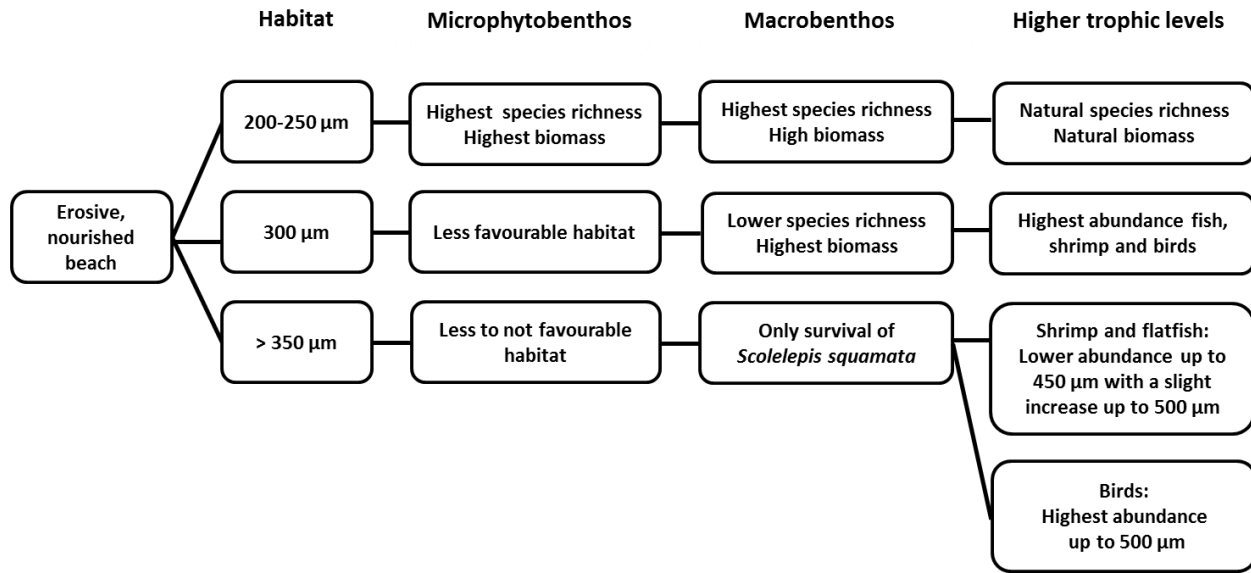 Habitat
Microphytobenthos
Macrobenthos
Higher trophic levels
Erosive,
nourished
beach
200-250 µm
Highest species richness
Highest biomass
Highest species richness
High biomass
Natural species richness
Natural biomass
300 µm
Less favourable habitat
Lower species richness
Highest biomass
Highest abundance fish,
shrimp and birds
> 350 µm
Less to not favourable
habitat
Only survival of
Scolelepis squamata
Shrimp and flatfish:
Lower abundance up to
450 µm with a slight
increase up to 500 µm
Birds:
Highest abundance
up to 500 µm